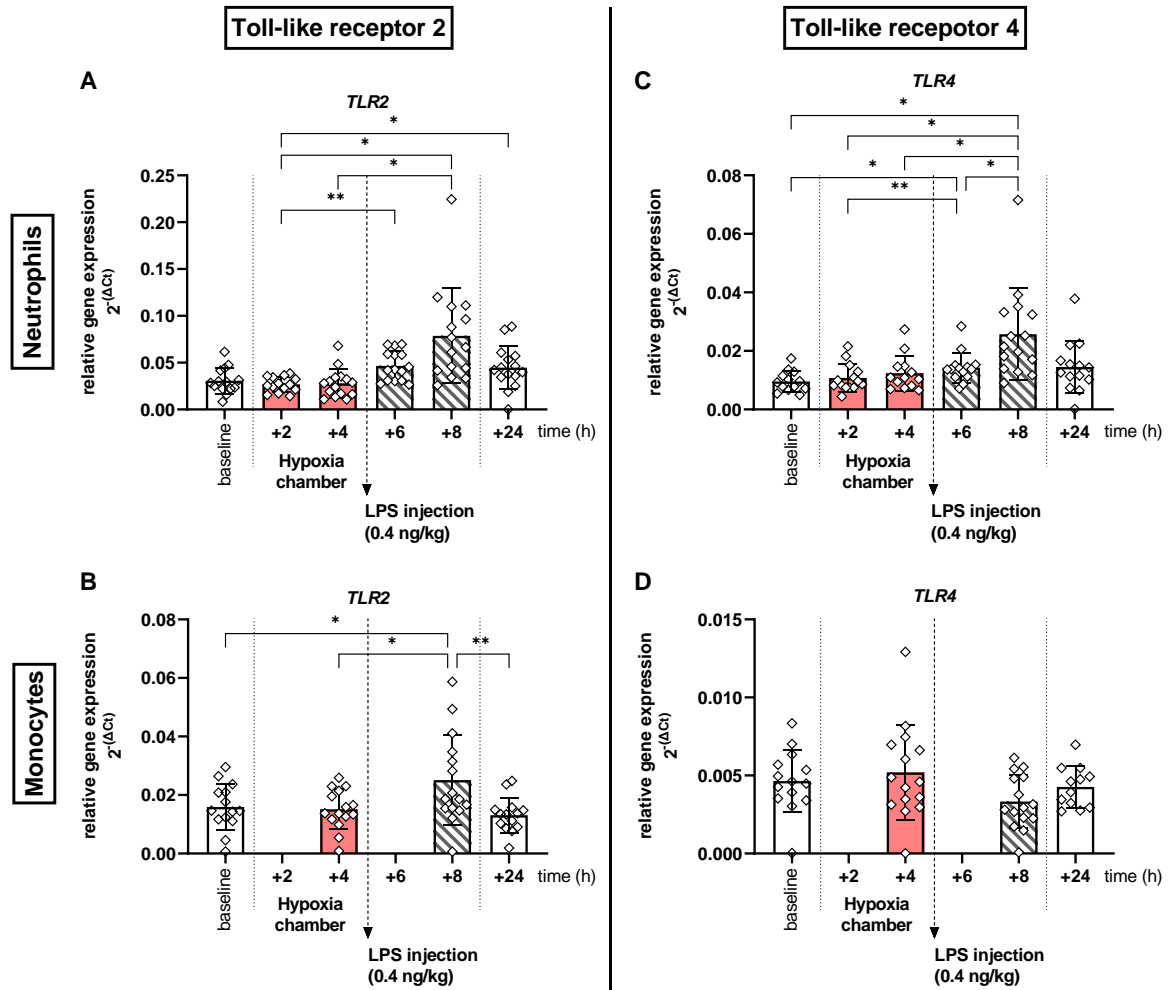 Toll-like receptor 2
Toll-like recepotor 4
Neutrophils
Monocytes
A
TLR2
*
*
*
**
relative gene expression
2-(ΔCt)
0.25
0.20
0.15
0.10
0.05
0.00
baseline
+2
+4
+6
+8
+24
time (h)
Hypoxia
chamber
LPS injection
(0.4 ng/kg)
C
TLR4
*
*
*
*
*
**
relative gene expression
2-(ΔCt)
0.08
0.06
0.04
0.02
0.00
baseline
+2
+4
+6
+8
+24
time (h)
Hypoxia
chamber
LPS injection
(0.4 ng/kg)
B
TLR2
*
*
**
relative gene expression
2-(ΔCt)
0.08
0.06
0.04
0.02
0.00
baseline
+2
+4
+6
+8
+24
time (h)
Hypoxia
chamber
LPS injection
(0.4 ng/kg)
D
TLR4
relative gene expression
2-(ΔCt)
0.015
0.010
0.005
0.000
baseline
+2
+4
+6
+8
+24
time (h)
Hypoxia
chamber
LPS injection
(0.4 ng/kg)